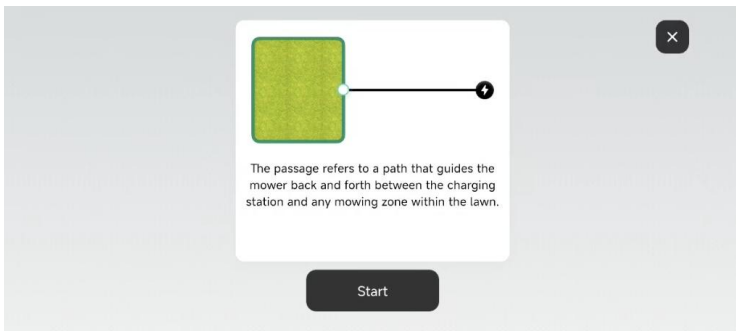 The passage refers to a path that guides the
mower back and forth between the charging
station and any mowing zone within the lawn.
Start